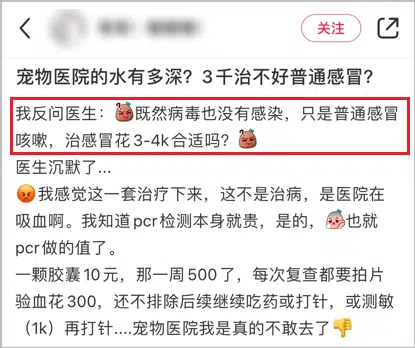 关注
宠物医院的水有多深？3千治不好普通感冒？
我反问医生：既然病毒也没有感染，只是普通感冒
咳嗽，治感冒花3-4k合适吗？
医生沉默了...
我感觉这一套治疗下来，这不是治病，是医院在
吸血啊。我知道pcr检测本身就贵，是的，也就
pcr做的值了。
一颗胶囊10元，那一周500了，每次复查都要拍片
验血花300，还不排除后续继续吃药或打针，或测敏
（1k）再打针....宠物医院我是真的不敢去了